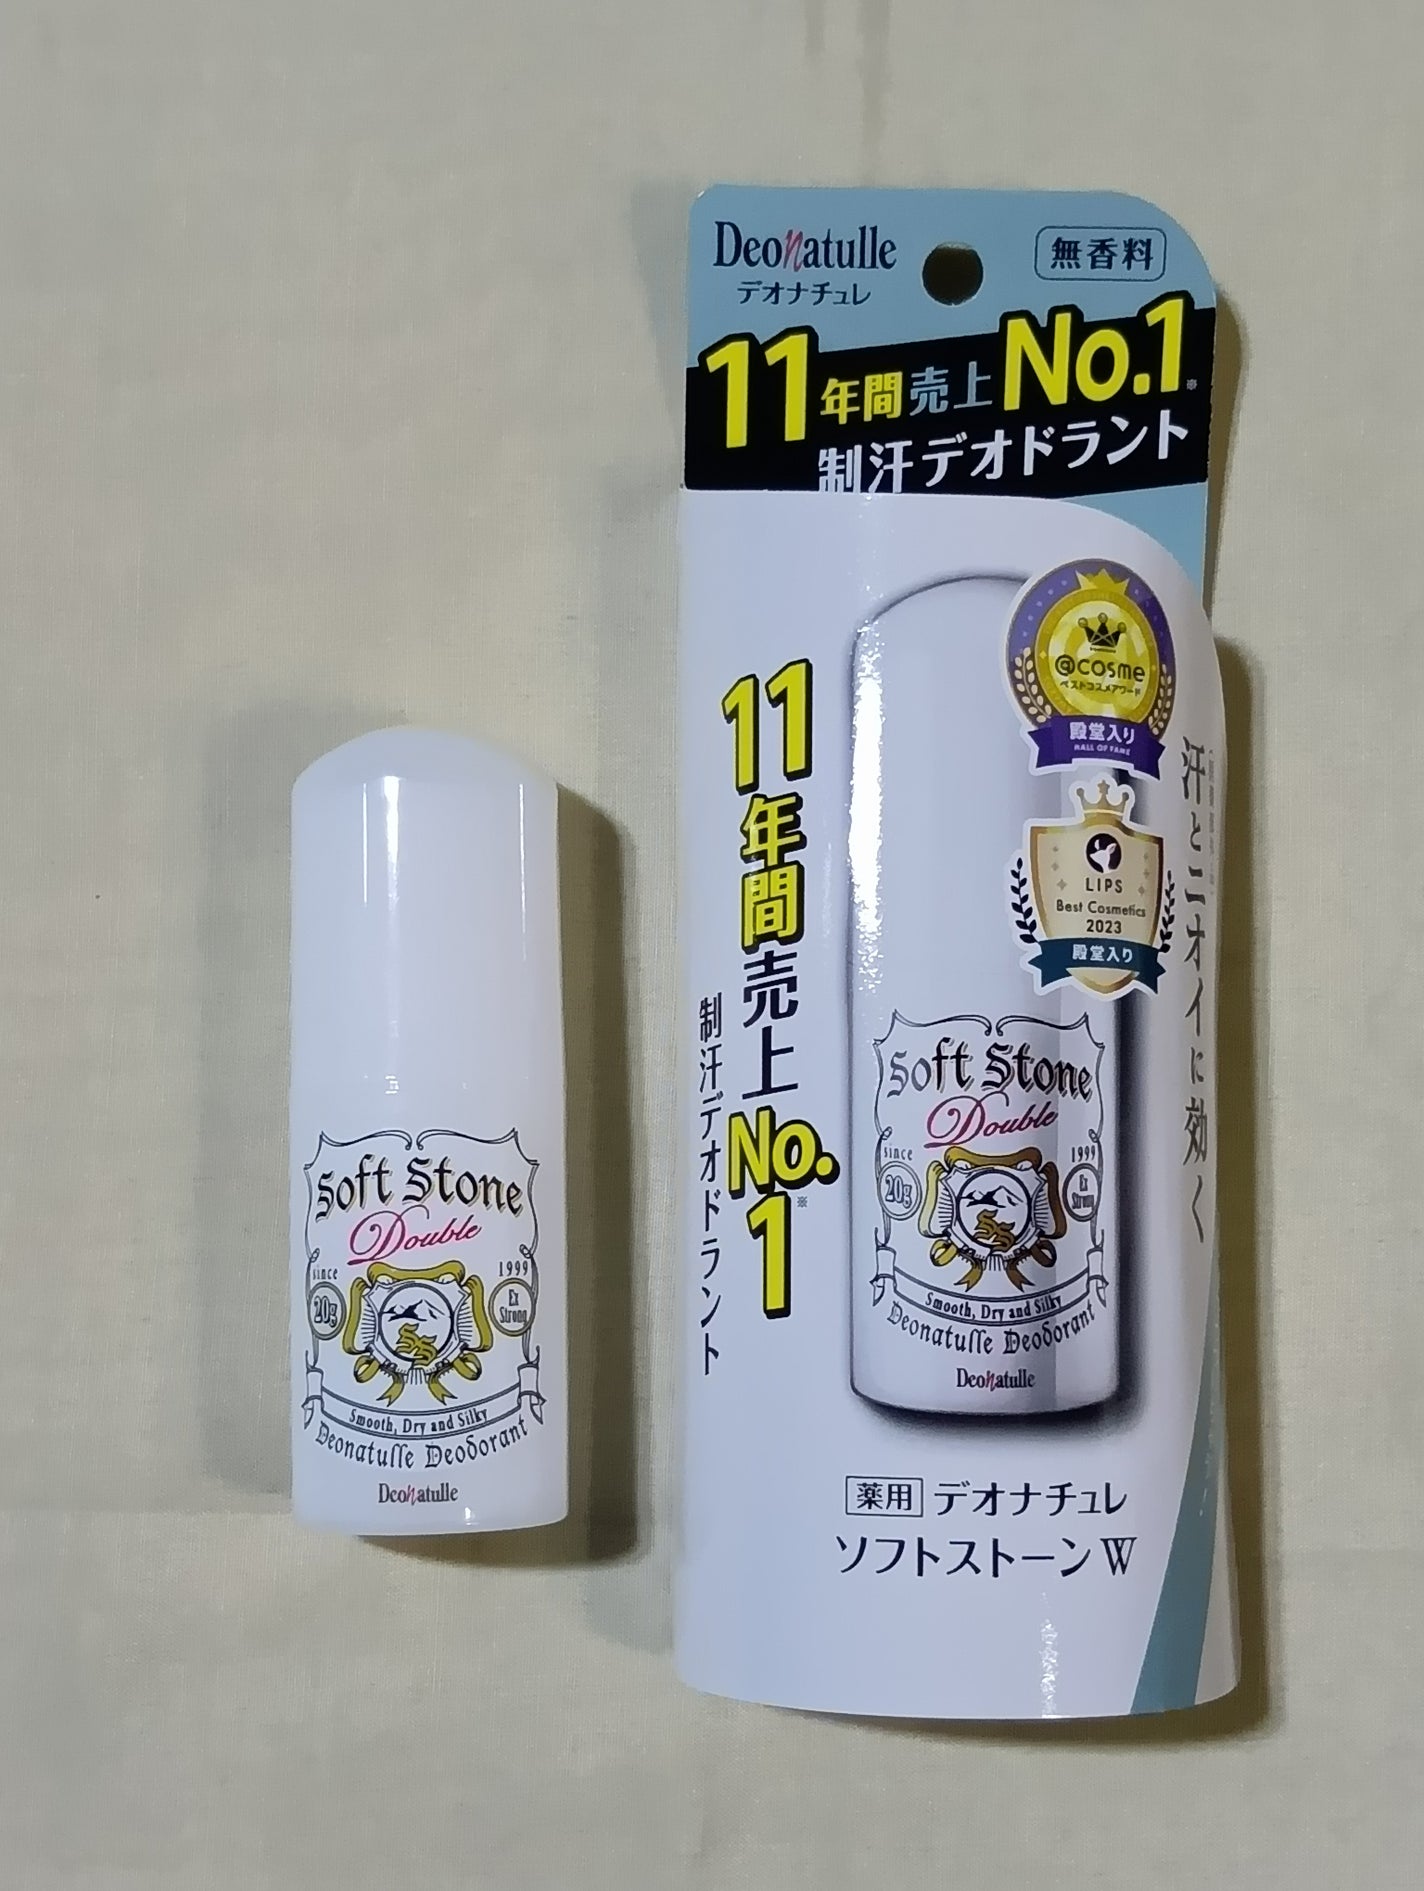 Soft Stone
Double
since
1999
20g
Ex
Strong
SS
Smooth, Dry and Silky
Deonatulle Deodorant
Deonatulle
Deonatulle
デオナチュレ
無香料
11年間売上No.1※
制汗デオドラント
11年間売上No.1※
制汗デオドラント
@cosme
ベストコスメアワード
殿堂入り
HALL OF FAME
LIPS
Best Cosmetics
2023
殿堂入り
汗とニオイに効く
Soft Stone
Double
since
1999
20g
Ex
Strong
SS
Smooth, Dry and Silky
Deonatulle Deodorant
Deonatulle
薬用 デオナチュレ
ソフトストーンW